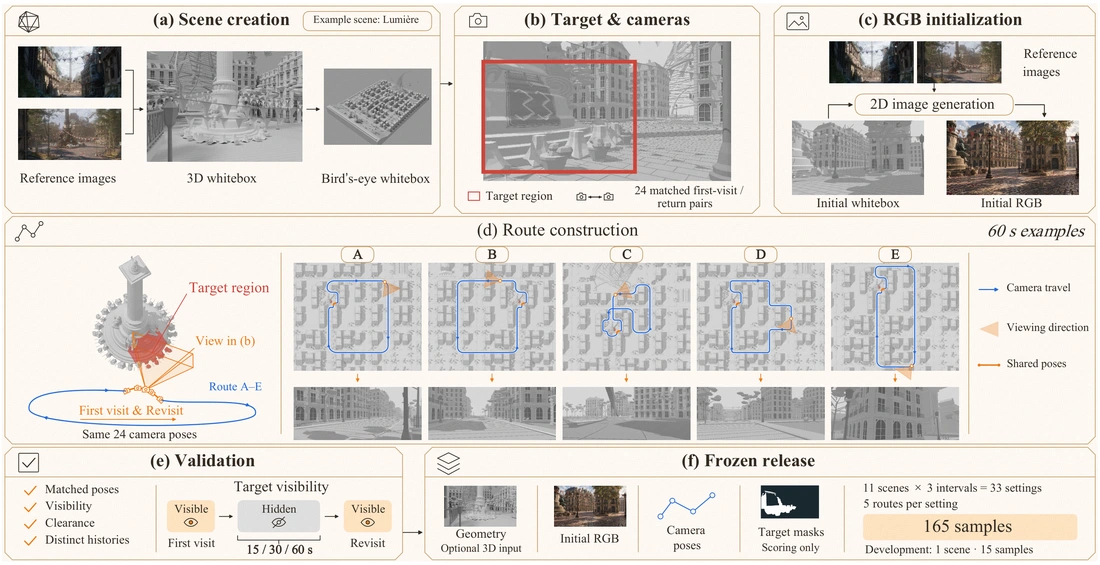 (a) Scene creation
Example scene: Lumière
Reference images
3D whitebox
Bird's-eye whitebox
(b) Target & cameras
Target region
24 matched first-visit /
return pairs
(c) RGB initialization
Reference
images
2D image generation
Initial whitebox
Initial RGB
(d) Route construction
60 s examples
Target region
View in (b)
Route A–E
First visit & Revisit
Same 24 camera poses
A
B
C
D
E
Camera travel
Viewing direction
Shared poses
(e) Validation
Matched poses
Visibility
Clearance
Distinct histories
Target visibility
Visible
Hidden
Visible
First visit
15 / 30 / 60 s
Revisit
(f) Frozen release
Geometry
Optional 3D input
Initial RGB
Camera
poses
Target masks
Scoring only
11 scenes × 3 intervals = 33 settings
5 routes per setting
165 samples
Development: 1 scene · 15 samples